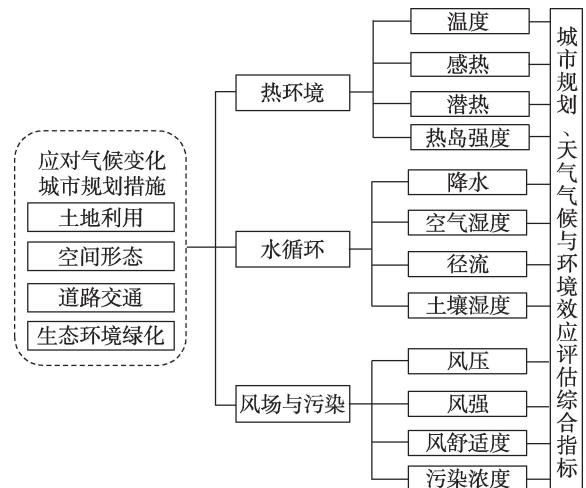 应对气候变化
城市规划措施
土地利用
空间形态
道路交通
生态环境绿化
热环境
水循环
风场与污染
温度
感热
潜热
热岛强度
降水
空气湿度
径流
土壤湿度
风压
风强
风舒适度
污染浓度
城市规划、天气气候与环境效应评估综合指标